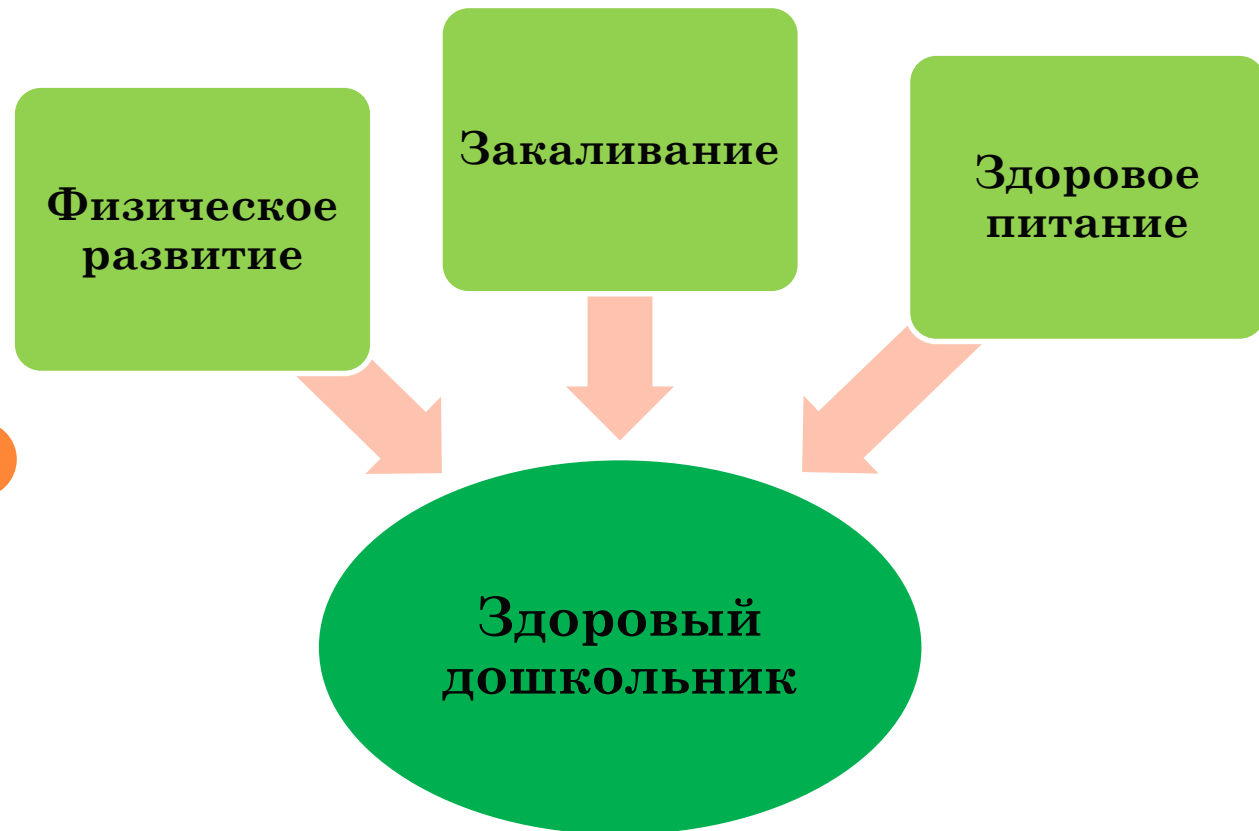 Физическое
развитие
Закаливание
Здоровое
питание
Здоровый
дошкольник